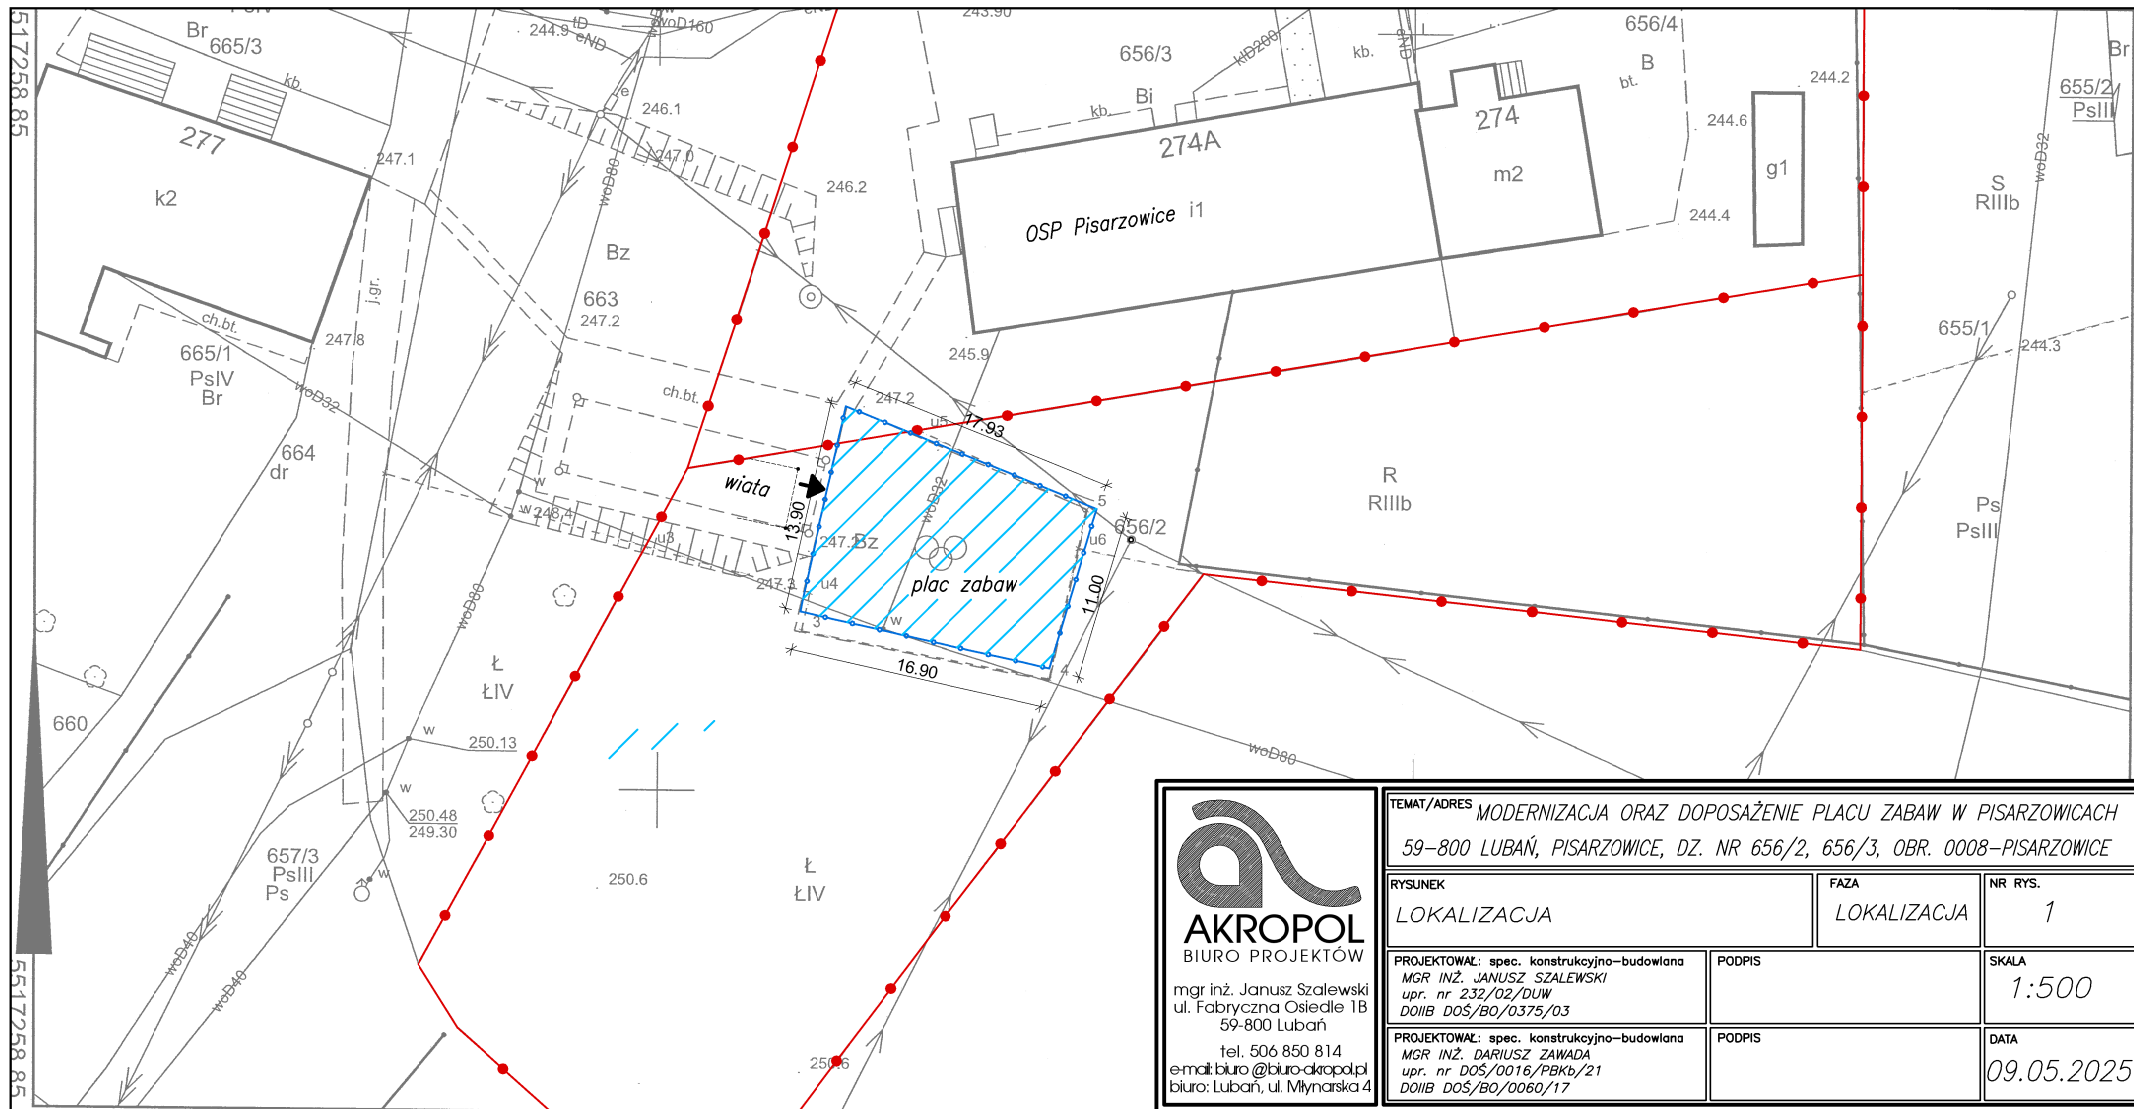 5517258.85
Br
665/3
kb.
277
k2
247.1
244.9
tD
eND
woD160
e
246.1
247.0
246.2
woD80
Bz
663
247.2
j.gr.
ch.bt.
247.8
665/1
PsIV
Br
woD32
664
dr
243.90
656/3
Bi
kb.
klD200
kb.
eND
656/4
B
bt.
274A
274
m2
OSP Pisarzowice i1
244.2
244.6
g1
244.4
Br
655/2
PsIII
woD32
S
RIIIb
655/1
244.3
245.9
ch.bt.
247.2
u5
17.93
wiata
13.90
woD32
5
656/2
u6
R
RIIIb
Ps
PsIII
w
w
248.4
u3
247.2
Bz
247.3
u4
plac zabaw
11.00
3
w
4
16.90
woD80
Ł
ŁIV
660
w
250.13
w
250.48
249.30
657/3
PsIII
Ps
w
woD40
woD40
250.6
Ł
ŁIV
250.6
woD80
5517258.85
AKROPOL
BIURO PROJEKTÓW
mgr inż. Janusz Szalewski
ul. Fabryczna Osiedle 1B
59-800 Lubań
tel. 506 850 814
e-mail:biuro@biuro-akropol.pl
biuro: Lubań, ul. Młynarska 4
TEMAT/ADRES MODERNIZACJA ORAZ DOPOSAŻENIE PLACU ZABAW W PISARZOWICACH
59-800 LUBAŃ, PISARZOWICE, DZ. NR 656/2, 656/3, OBR. 0008-PISARZOWICE
RYSUNEK
LOKALIZACJA
FAZA
LOKALIZACJA
NR RYS.
1
PROJEKTOWAŁ: spec. konstrukcyjno-budowlana
MGR INŻ. JANUSZ SZALEWSKI
upr. nr 232/02/DUW
DOIIB DOŚ/BO/0375/03
PODPIS
SKALA
1:500
PROJEKTOWAŁ: spec. konstrukcyjno-budowlana
MGR INŻ. DARIUSZ ZAWADA
upr. nr DOŚ/0016/PBKb/21
DOIIB DOŚ/BO/0060/17
PODPIS
DATA
09.05.2025